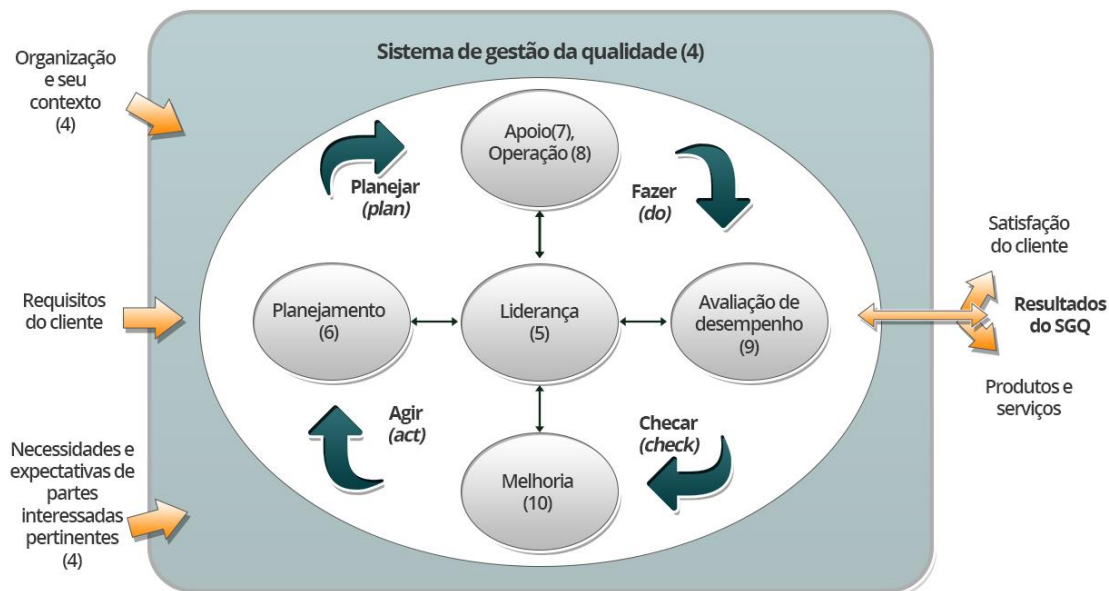 Sistema de gestão da qualidade (4)
Organização
e seu
contexto
(4)
Requisitos
do cliente
Necessidades e
expectativas de
partes
interessadas
pertinentes
(4)
Planejar
(plan)
Apoio(7),
Operação (8)
Fazer
(do)
Planejamento
(6)
Liderança
(5)
Avaliação de
desempenho
(9)
Agir
(act)
Melhoria
(10)
Checar
(check)
Satisfação
do cliente
Resultados
do SGQ
Produtos e
serviços